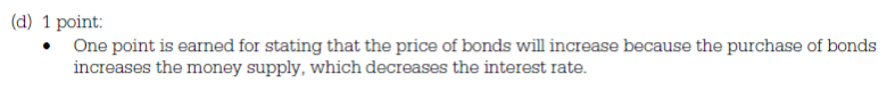 (d) 1 point:
• One point is earned for stating that the price of bonds will increase because the purchase of bonds
increases the money supply, which decreases the interest rate.